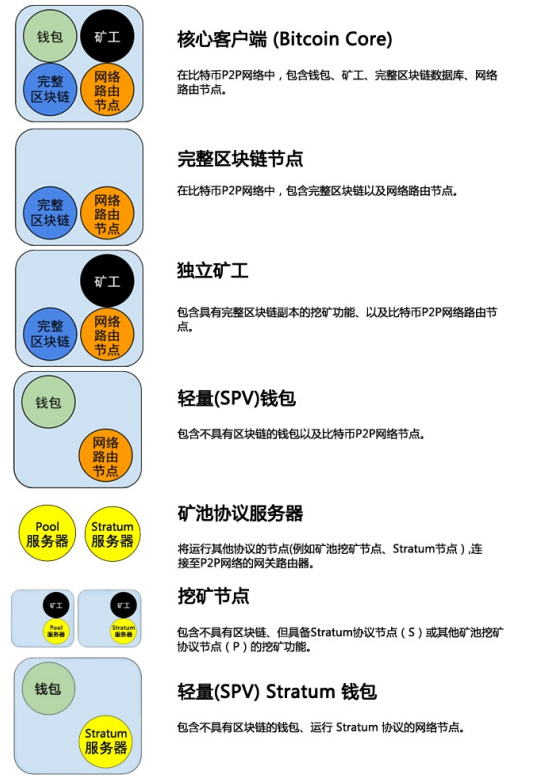 钱包
矿工
核心客户端 (Bitcoin Core)
在比特币P2P网络中，包含钱包、矿工、完整区块链数据库、网络
路由节点。
完整
区块链
网络
路由
节点
完整区块链节点
在比特币P2P网络中，包含完整区块链以及网络路由节点。
完整
区块链
网络
路由
节点
矿工
独立矿工
包含具有完整区块链副本的挖矿功能、以及比特币P2P网络路由节
点。
完整
区块链
网络
路由
节点
钱包
轻量(SPV)钱包
包含不具有区块链的钱包以及比特币P2P网络节点。
网络
路由
节点
Pool
服务器
Stratum
服务器
矿池协议服务器
将运行其他协议的节点(例如矿池挖矿节点、Stratum节点),连
接至P2P网络的网关路由器。
矿工
Pool
服务器
矿工
Stratum
服务器
挖矿节点
包含不具有区块链、但具备Stratum协议节点（S）或其他矿池挖矿
协议节点（P）的挖矿功能。
钱包
轻量(SPV) Stratum 钱包
包含不具有区块链的钱包、运行 Stratum 协议的网络节点。
Stratum
服务器